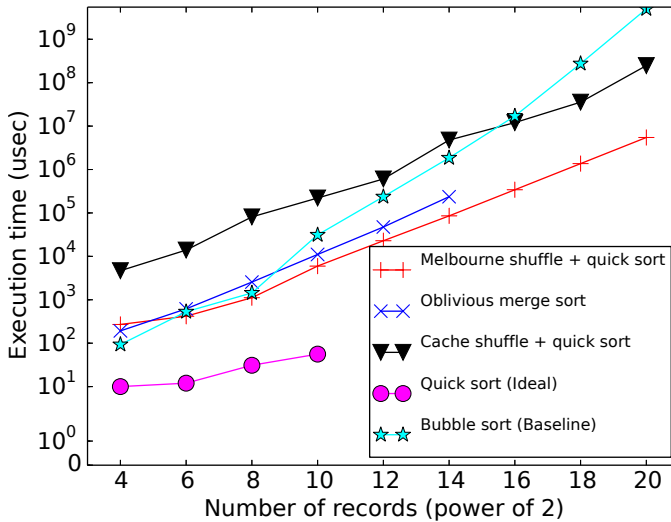 Execution time (usec)
10^9
10^8
10^7
10^6
10^5
10^4
10^3
10^2
10^1
10^0
0
4 6 8 10 12 14 16 18 20
Number of records (power of 2)
Melbourne shuffle + quick sort
Oblivious merge sort
Cache shuffle + quick sort
Quick sort (Ideal)
Bubble sort (Baseline)